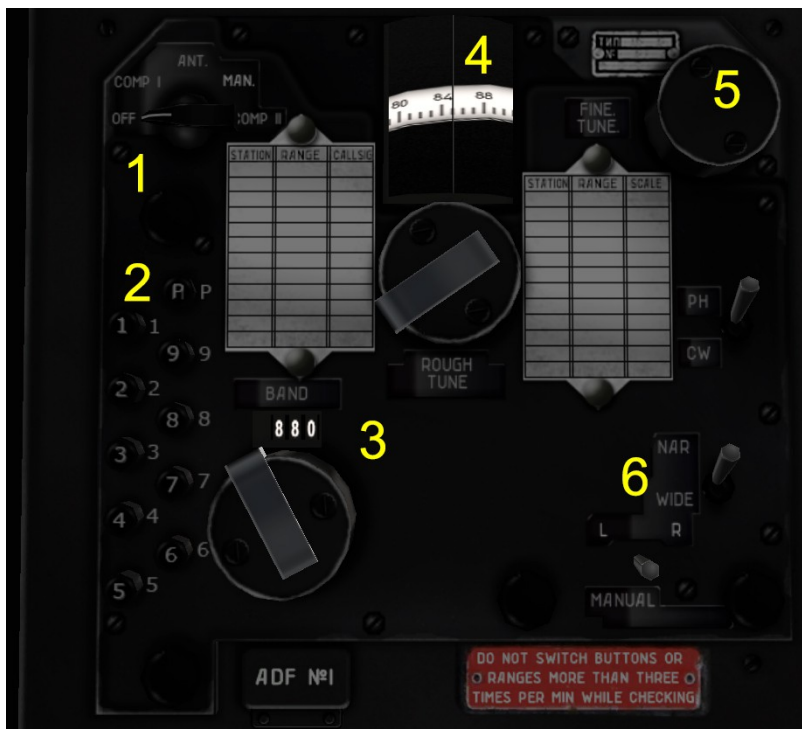 ANT.
COMP I
MAN.
OFF
COMP II
1
STATION RANGE CALLSIG
80 84 88
4
FINE.
TUNE.
5
STATION RANGE SCALE
2
P P
1 1
9 9
2 2
8 8
3 3
7 7
4 4
6 6
5 5
BAND
880
3
ROUGH
TUNE
PH
CW
6
NAR
WIDE
L R
MANUAL
ADF №1
DO NOT SWITCH BUTTONS OR
RANGES MORE THAN THREE
TIMES PER MIN WHILE CHECKING